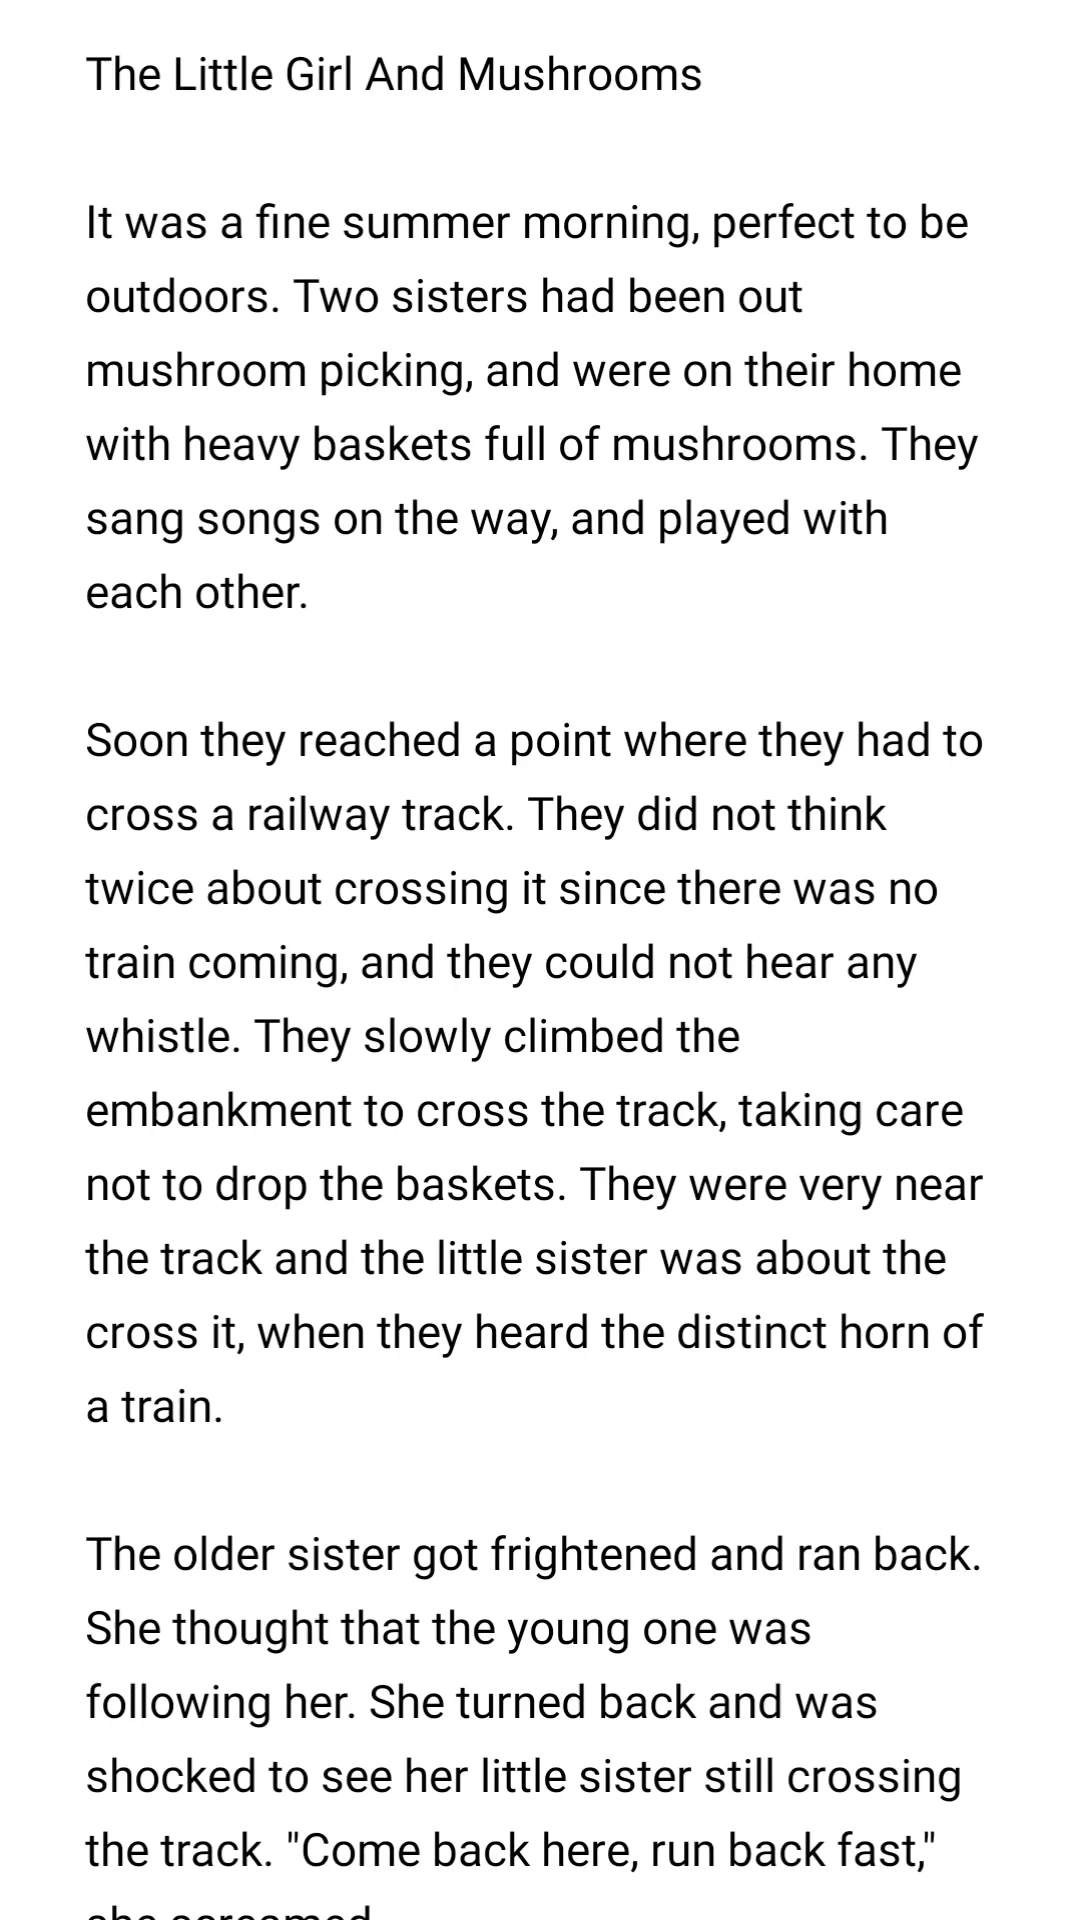 The Little Girl And Mushrooms
It was a fine summer morning, perfect to be
outdoors. Two sisters had been out
mushroom picking, and were on their home
with heavy baskets full of mushrooms. They
sang songs on the way, and played with
each other.
Soon they reached a point where they had to
cross a railway track. They did not think
twice about crossing it since there was no
train coming, and they could not hear any
whistle. They slowly climbed the
embankment to cross the track, taking care
not to drop the baskets. They were very near
the track and the little sister was about the
cross it, when they heard the distinct horn of
a train.
The older sister got frightened and ran back.
She thought that the young one was
following her. She turned back and was
shocked to see her little sister still crossing
the track. "Come back here, run back fast,"
she screamed